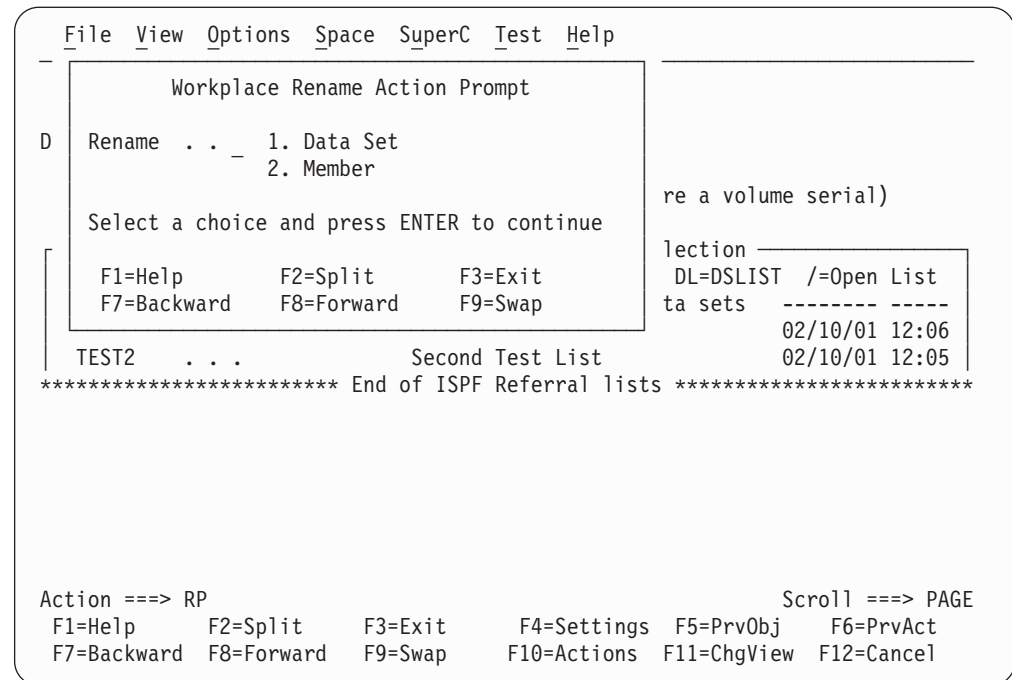 File View Options Space SuperC Test Help
Workplace Rename Action Prompt
D Rename . . _ 1. Data Set
2. Member
re a volume serial)
Select a choice and press ENTER to continue
lection
F1=Help F2=Split F3=Exit DL=DSLIST /=Open List
F7=Backward F8=Forward F9=Swap ta sets -------- -----
02/10/01 12:06
TEST2 . . . Second Test List 02/10/01 12:05
************************* End of ISPF Referral lists *************************
Action ===> RP Scroll ===> PAGE
F1=Help F2=Split F3=Exit F4=Settings F5=PrvObj F6=PrvAct
F7=Backward F8=Forward F9=Swap F10=Actions F11=ChgView F12=Cancel